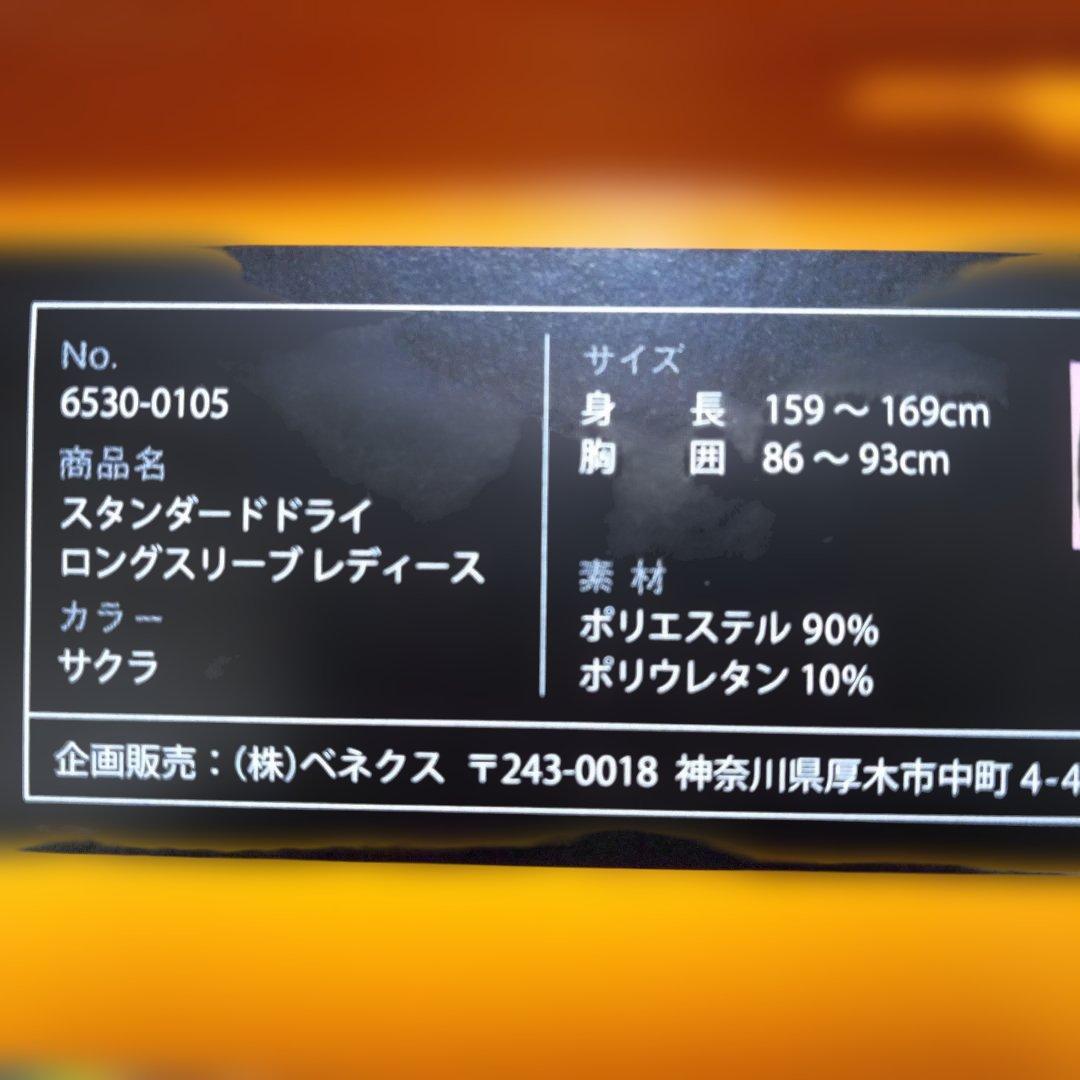 No.
6530-0105
商品名
スタンダードドライ
ロングスリーブ レディース
カラー
サクラ
サイズ
身 長 159 ～ 169cm
胸 囲 86 ～ 93cm
素 材
ポリエステル 90%
ポリウレタン 10%
企画販売：(株)ベネクス 〒243-0018 神奈川県厚木市中町 4-4